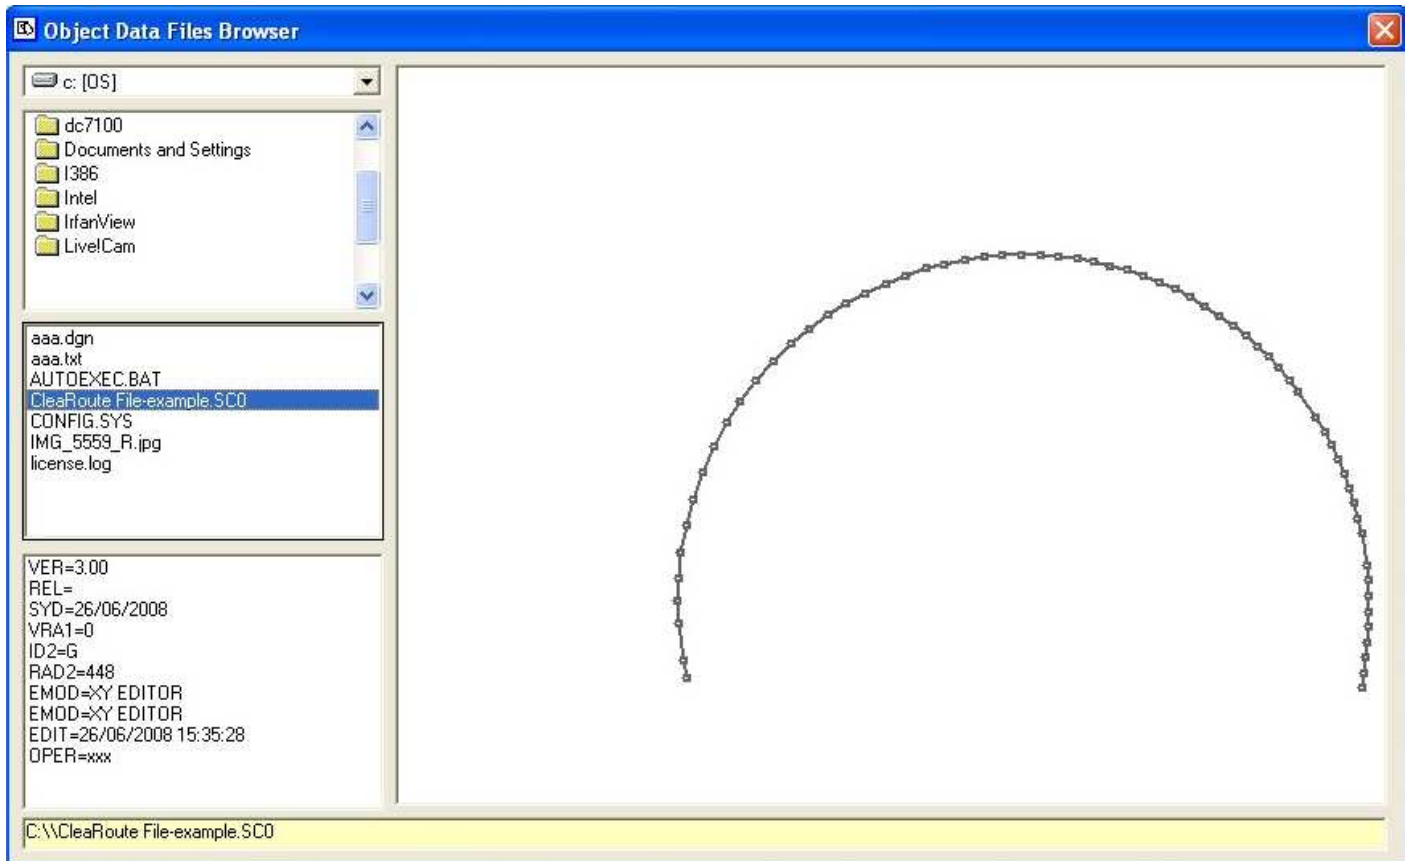 Object Data Files Browser
c: [OS]
dc7100
Documents and Settings
I386
Intel
IrfanView
Live!Cam
aaa.dgn
aaa.txt
AUTOEXEC.BAT
CleaRoute File-example.SC0
CONFIG.SYS
IMG_5559_R.jpg
license.log
VER=3.00
REL=
SYD=26/06/2008
VRA1=0
ID2=G
RAD2=448
EMOD=XY EDITOR
EMOD=XY EDITOR
EDIT=26/06/2008 15:35:28
OPER=xxx
C:\\CleaRoute File-example.SC0